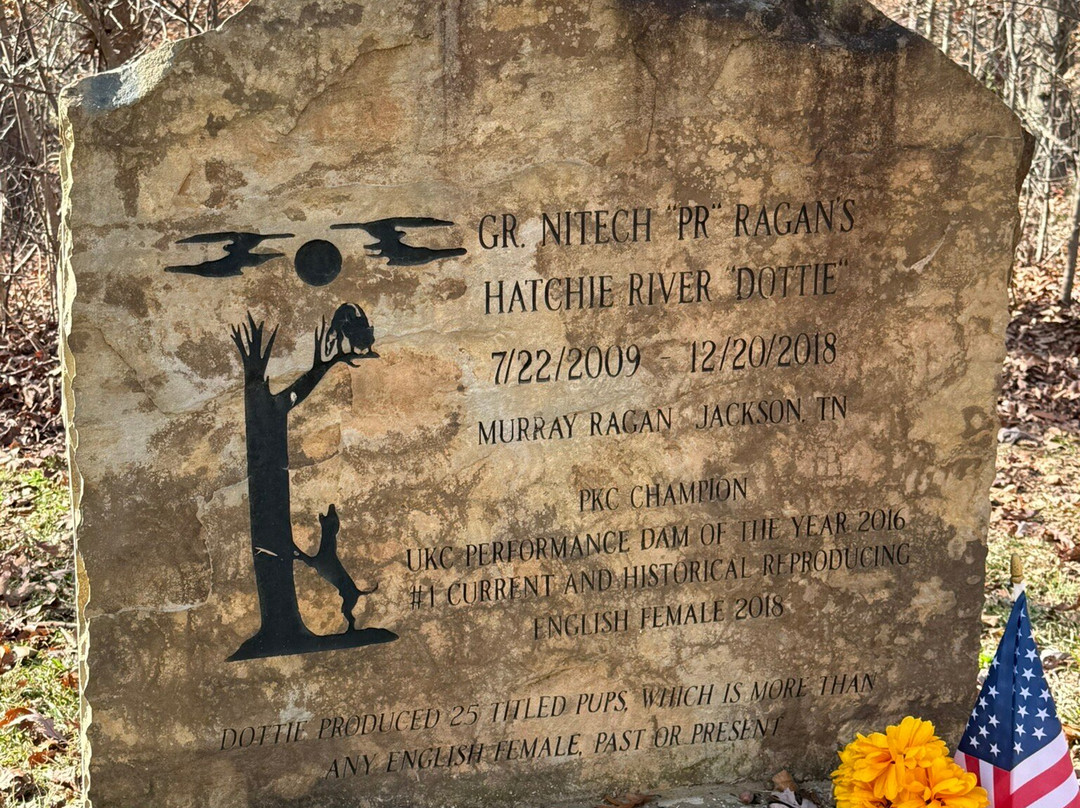 GR. NITECH "PR" RAGAN'S
HATCHIE RIVER "DOTTIE"
7/22/2009 - 12/20/2018
MURRAY RAGAN JACKSON, TN
PKC CHAMPION
UKC PERFORMANCE DAM OF THE YEAR 2016
#1 CURRENT AND HISTORICAL REPRODUCING
ENGLISH FEMALE 2018
DOTTIE PRODUCED 25 TITLED PUPS, WHICH IS MORE THAN
ANY ENGLISH FEMALE, PAST OR PRESENT